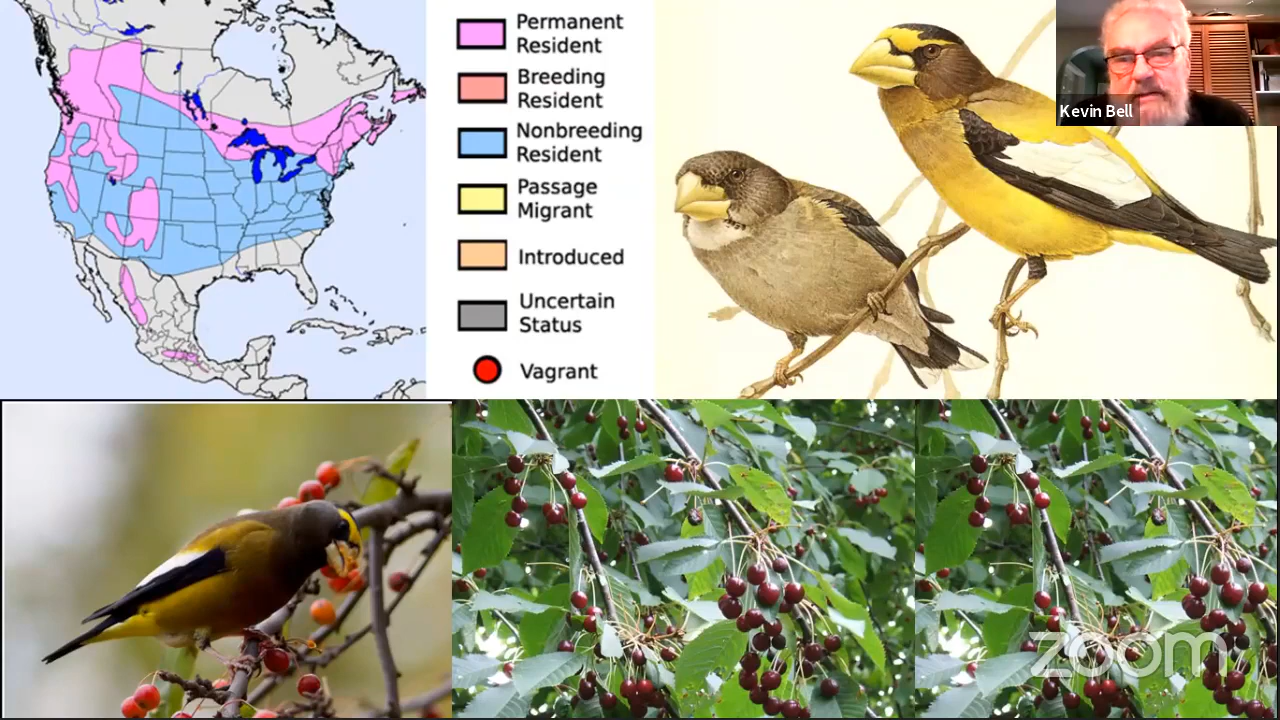 Permanent
Resident
Breeding
Resident
Nonbreeding
Resident
Passage
Migrant
Introduced
Uncertain
Status
Vagrant
Kevin Bell
zoom